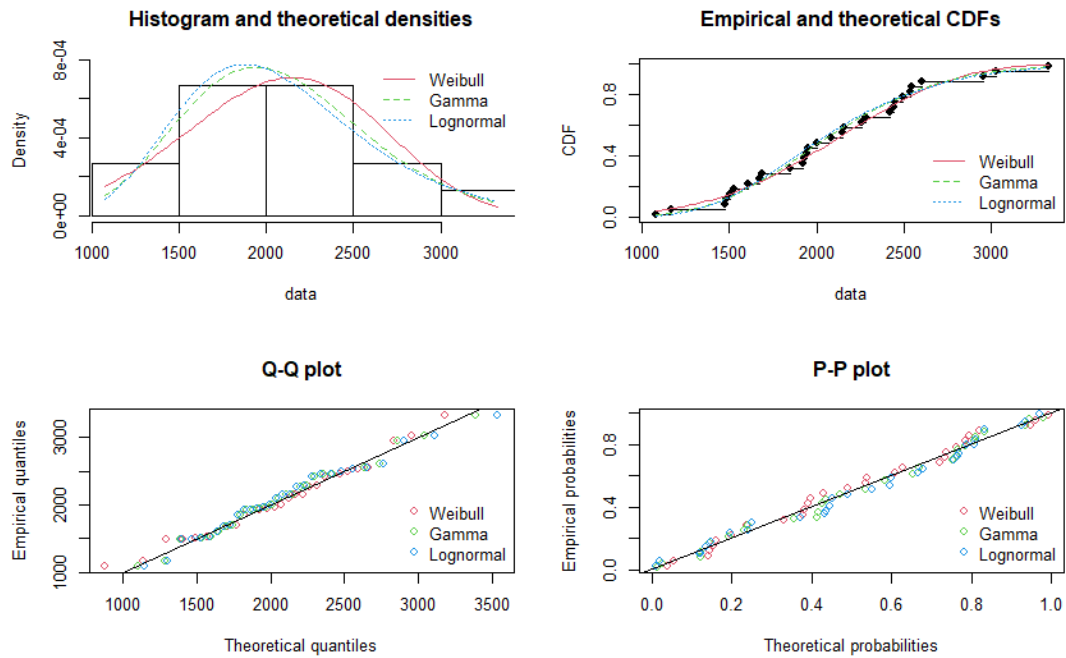 Histogram and theoretical densities
Density
0e+00
4e-04
8e-04
Weibull
Gamma
Lognormal
1000
1500
2000
2500
3000
data
Empirical and theoretical CDFs
CDF
0.0
0.4
0.8
Weibull
Gamma
Lognormal
1000
1500
2000
2500
3000
data
Q-Q plot
Empirical quantiles
1000
2000
3000
Weibull
Gamma
Lognormal
1000
1500
2000
2500
3000
3500
Theoretical quantiles
P-P plot
Empirical probabilities
0.0
0.4
0.8
Weibull
Gamma
Lognormal
0.0
0.2
0.4
0.6
0.8
1.0
Theoretical probabilities